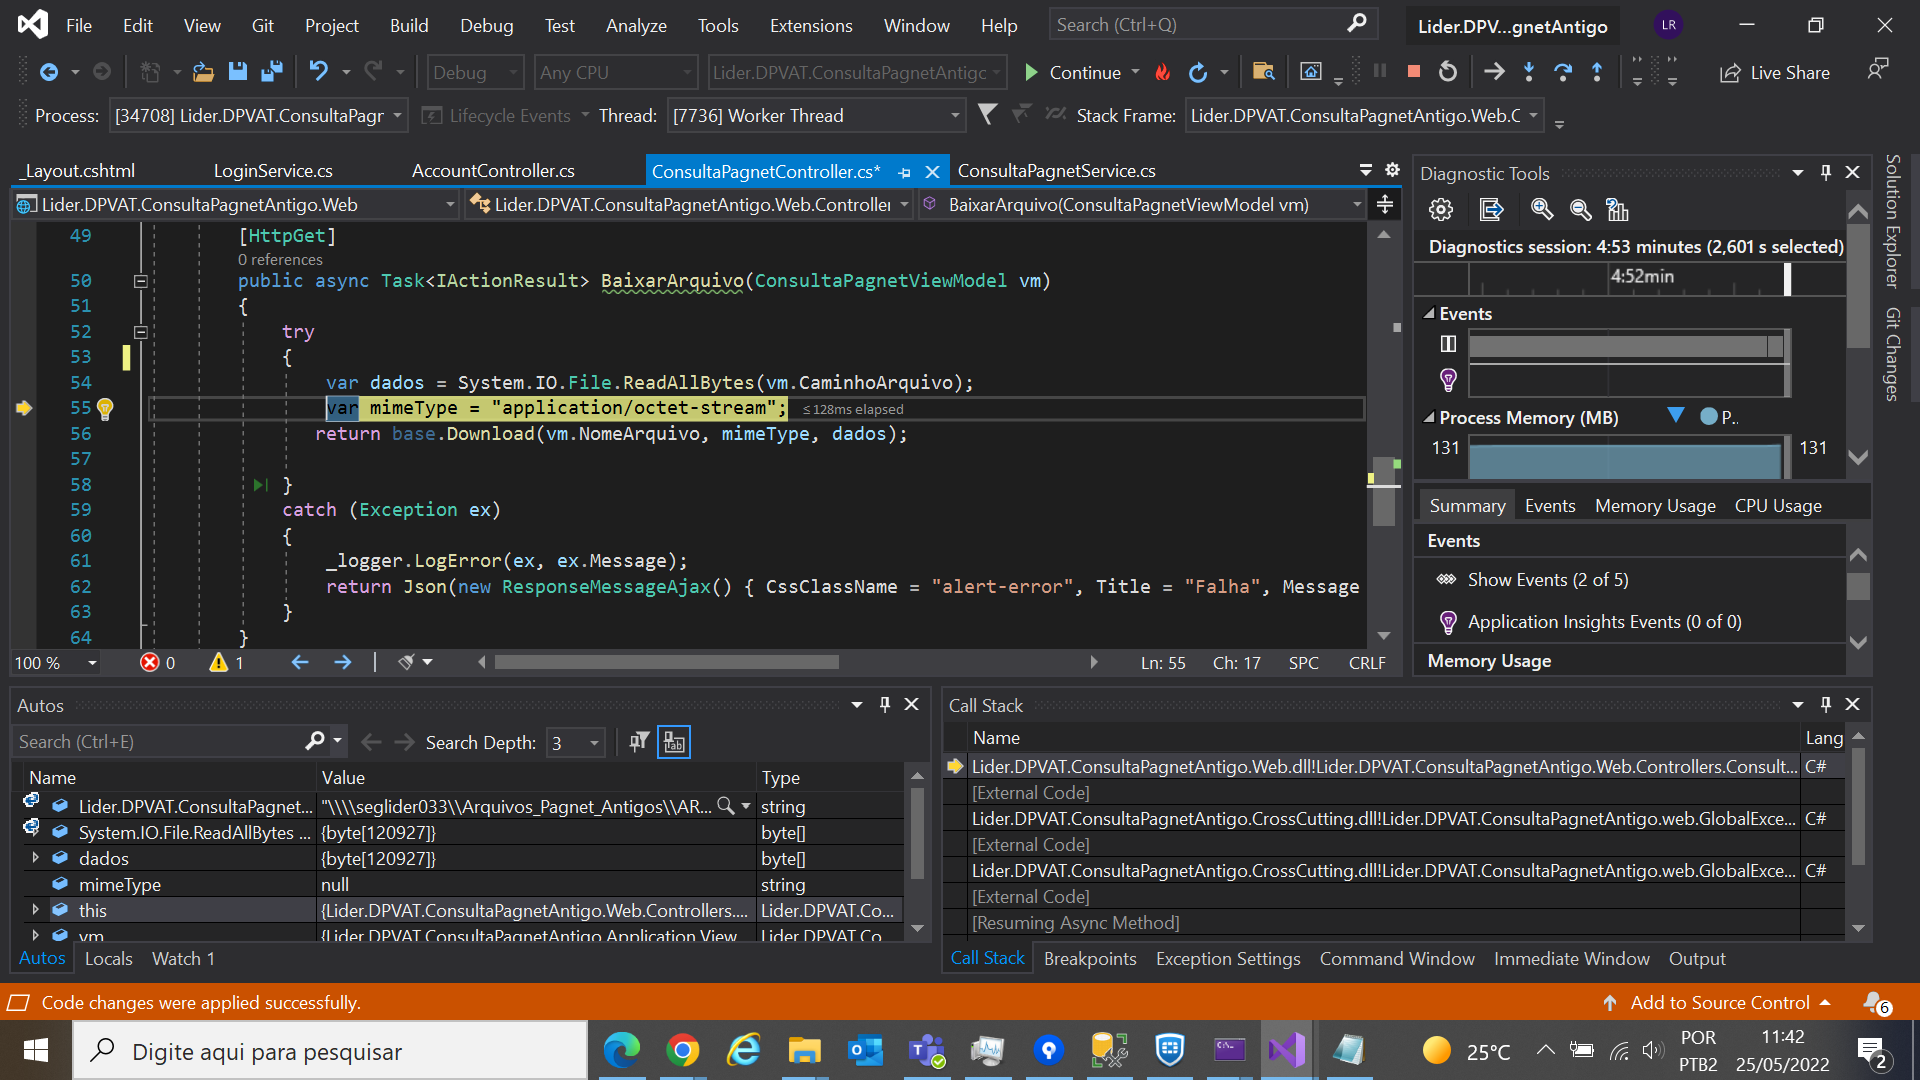 File Edit View Git Project Build Debug Test Analyze Tools Extensions Window Help Search (Ctrl+Q) Lider.DPV...gnetAntigo LR
Debug Any CPU Lider.DPVAT.ConsultaPagnetAntigo Continue Live Share
Process: [34708] Lider.DPVAT.ConsultaPagr Lifecycle Events Thread: [7736] Worker Thread Stack Frame: Lider.DPVAT.ConsultaPagnetAntigo.Web.C
_Layout.cshtml LoginService.cs AccountController.cs ConsultaPagnetController.cs* ConsultaPagnetService.cs
Lider.DPVAT.ConsultaPagnetAntigo.Web Lider.DPVAT.ConsultaPagnetAntigo.Web.Controller BaixarArquivo(ConsultaPagnetViewModel vm)
49 [HttpGet]
0 references
50 public async Task<IActionResult> BaixarArquivo(ConsultaPagnetViewModel vm)
51 {
52 try
53 {
54 var dados = System.IO.File.ReadAllBytes(vm.CaminhoArquivo);
55 var mimeType = "application/octet-stream"; ≤ 128ms elapsed
56 return base.Download(vm.NomeArquivo, mimeType, dados);
57
58 }
59 catch (Exception ex)
60 {
61 _logger.LogError(ex, ex.Message);
62 return Json(new ResponseMessageAjax() { CssClassName = "alert-error", Title = "Falha", Message
63 }
64 }
100 % 0 1 Ln: 55 Ch: 17 SPC CRLF
Diagnostic Tools
Diagnostics session: 4:53 minutes (2,601 s selected)
4:52min
Events
Process Memory (MB) P..
131 131
Summary Events Memory Usage CPU Usage
Events
Show Events (2 of 5)
Application Insights Events (0 of 0)
Memory Usage
Solution Explorer
Git Changes
Autos
Search (Ctrl+E) Search Depth: 3
Name Value Type
Lider.DPVAT.ConsultaPagnet... "\\\\seglider033\\Arquivos_Pagnet_Antigos\\AR... string
System.IO.File.ReadAllBytes ... {byte[120927]} byte[]
dados {byte[120927]} byte[]
mimeType null string
this {Lider.DPVAT.ConsultaPagnetAntigo.Web.Controllers.... Lider.DPVAT.Co...
vm {Lider.DPVAT.ConsultaPagnetAntigo.Application.View Lider.DPVAT.Co
Autos Locals Watch 1
Call Stack
Name Lang
Lider.DPVAT.ConsultaPagnetAntigo.Web.dll!Lider.DPVAT.ConsultaPagnetAntigo.Web.Controllers.Consult... C#
[External Code]
Lider.DPVAT.ConsultaPagnetAntigo.CrossCutting.dll!Lider.DPVAT.ConsultaPagnetAntigo.web.GlobalExce... C#
[External Code]
Lider.DPVAT.ConsultaPagnetAntigo.CrossCutting.dll!Lider.DPVAT.ConsultaPagnetAntigo.web.GlobalExce... C#
[External Code]
[Resuming Async Method]
Call Stack Breakpoints Exception Settings Command Window Immediate Window Output
Code changes were applied successfully. Add to Source Control 6
Digite aqui para pesquisar 25°C POR 11:42
PTB2 25/05/2022 2